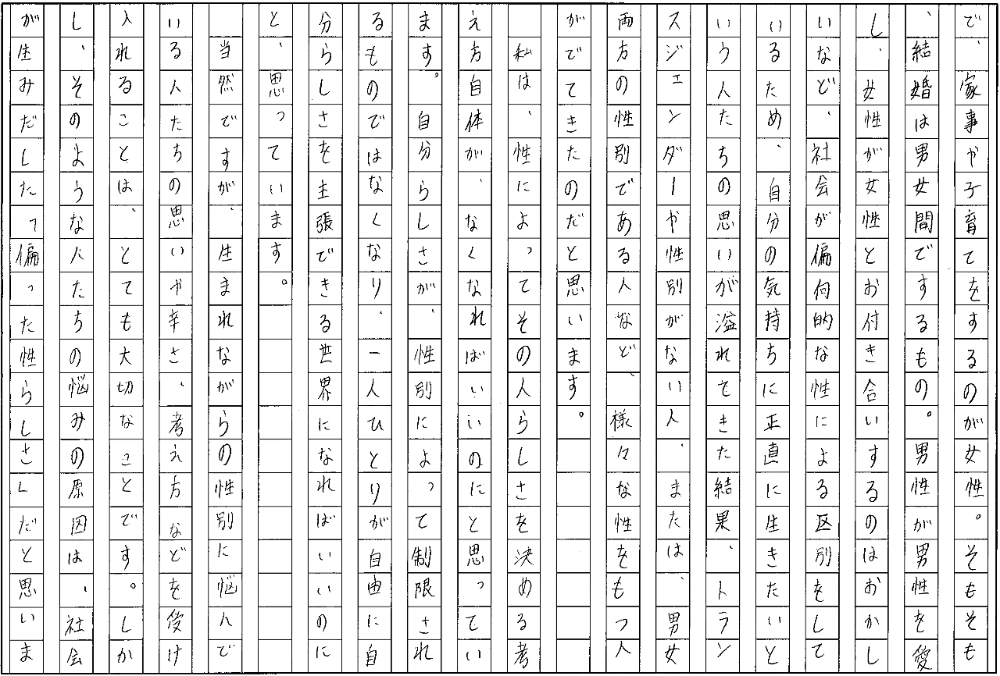 で、家事や子育てをするのが女性。そもそも
、結婚は男女間でするもの。男性が男性を愛
し、女性が女性とお付き合いするのはおかし
いなど、社会が偏向的な性による区別をして
いるため、自分の気持ちに正直に生きたいと
いう人たちの思いが溢れてきた結果、トラン
スジェンダーや性別がない人、または、男女
両方の性別である人など、様々な性をもつ人
がでてきたのだと思います。
私は、性によってその人らしさを決める考
え方自体が、なくなればいいのにと思ってい
ます。自分らしさが、性別によって制限され
るものではなくなり、一人ひとりが自由に自
分らしさを主張できる世界になればいいのに
と、思っています。
当然ですが、生まれながらの性別に悩んで
いる人たちの思いや辛さ、考え方などを受け
入れることは、とても大切なことです。しか
し、そのような人たちの悩みの原因は、社会
が生みだした「偏った性らしさ」だと思いま